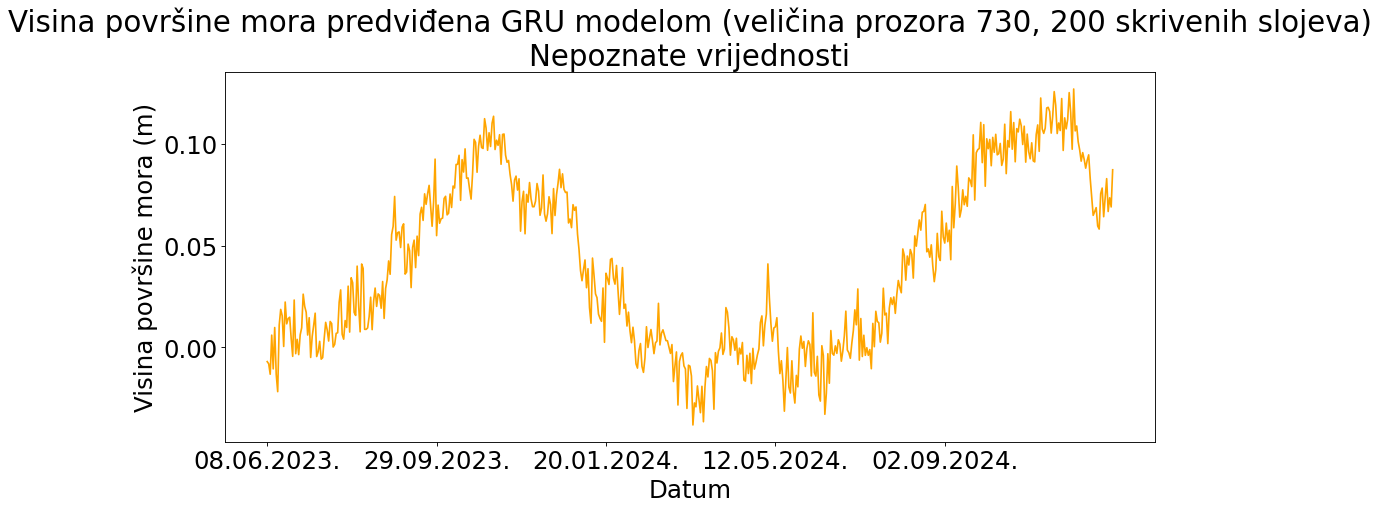 Visina površine mora predviđena GRU modelom (veličina prozora 730, 200 skrivenih slojeva)
Nepoznate vrijednosti
Visina površine mora (m)
0.10
0.05
0.00
08.06.2023. 29.09.2023. 20.01.2024. 12.05.2024. 02.09.2024.
Datum